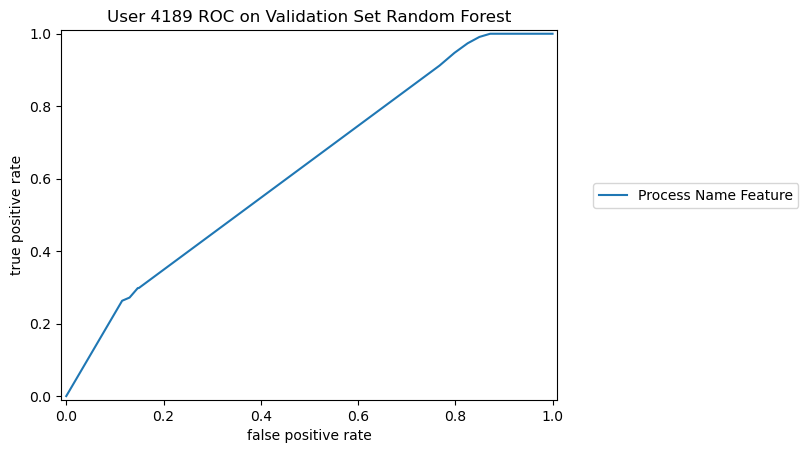 User 4189 ROC on Validation Set Random Forest
1.0
0.8
0.6
0.4
0.2
0.0
true positive rate
0.0 0.2 0.4 0.6 0.8 1.0
false positive rate
Process Name Feature